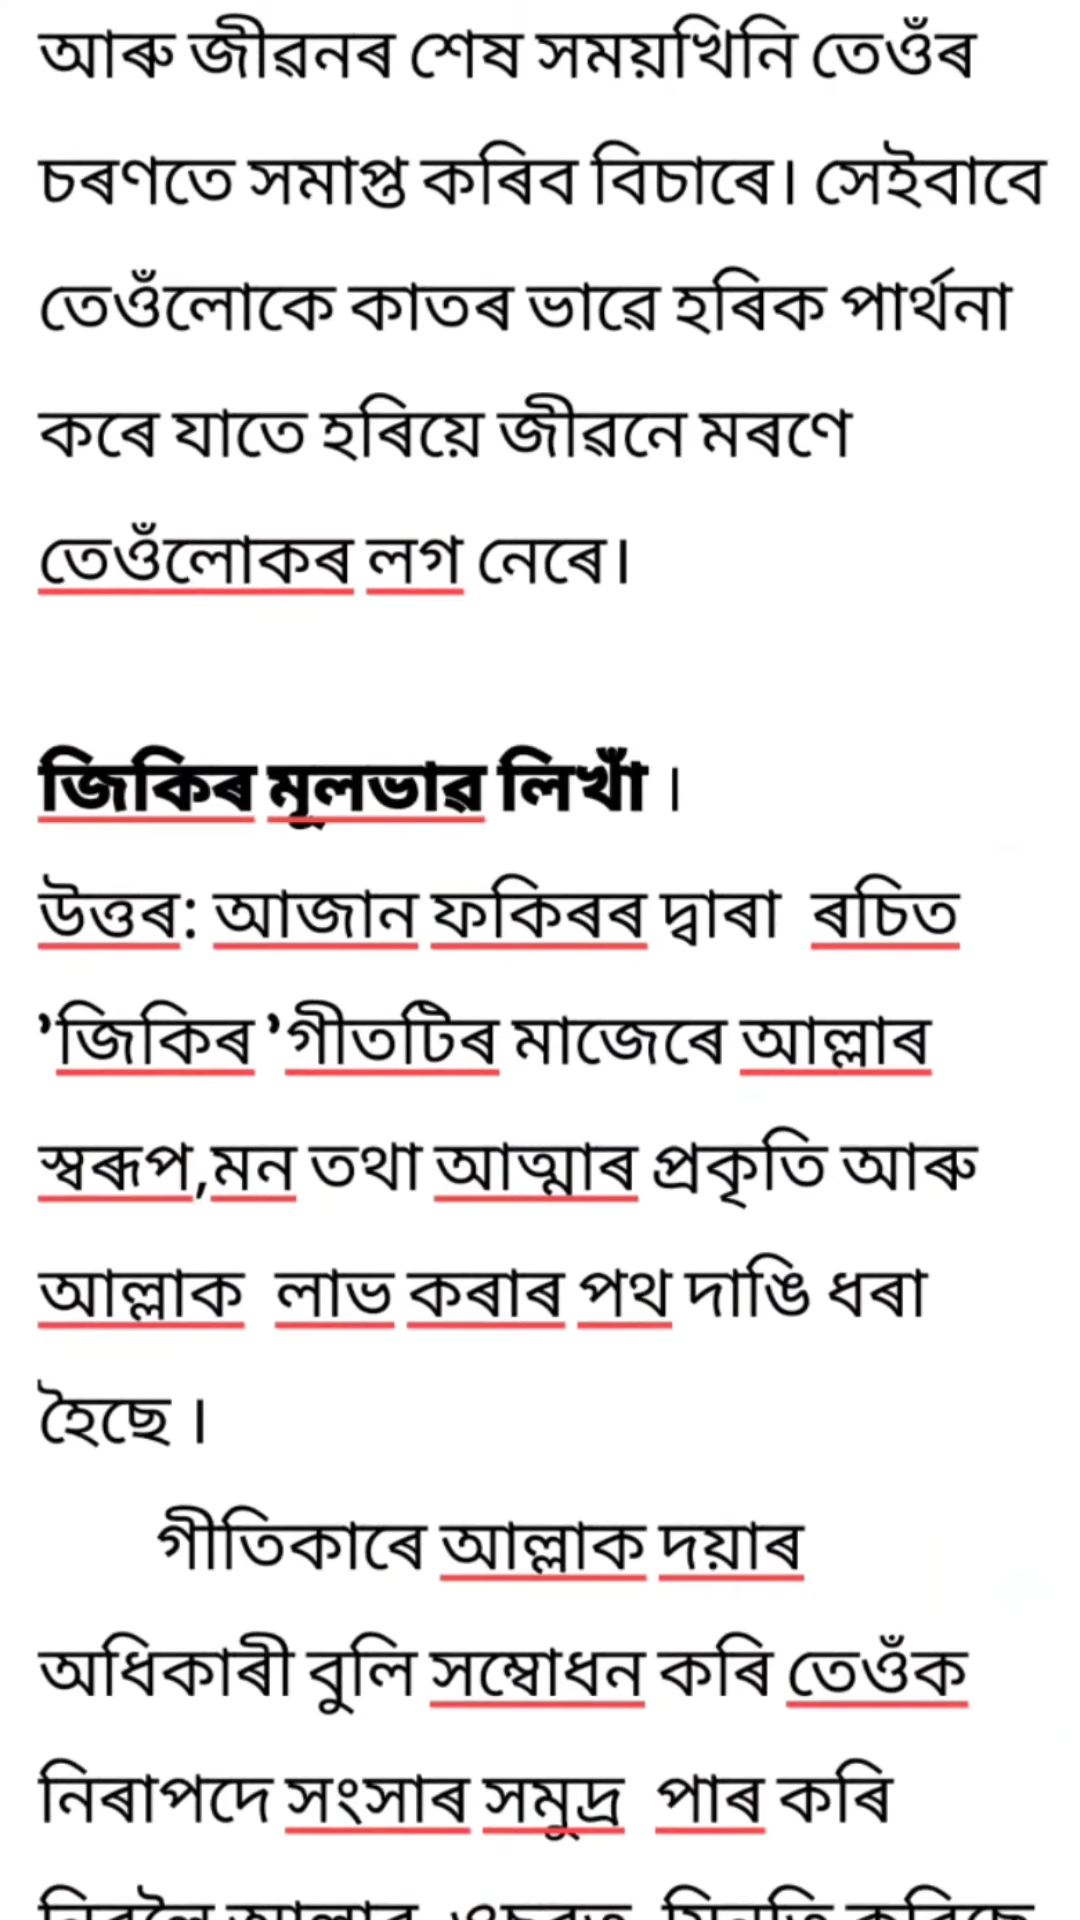 আৰু জীৱনৰ শেষ সময়খিনি তেওঁৰ
চৰণতে সমাপ্ত কৰিব বিচাৰে। সেইবাবে
তেওঁলোকে কাতৰ ভাৱে হৰিক পাৰ্থনা
কৰে যাতে হৰিয়ে জীৱনে মৰণে
তেওঁলোকৰ লগ নেৰে।
জিকিৰ মূলভাৱ লিখাঁ ।
উত্তৰ: আজান ফকিৰৰ দ্বাৰা ৰচিত
’জিকিৰ ’গীতটিৰ মাজেৰে আল্লাৰ
স্বৰূপ,মন তথা আত্মাৰ প্ৰকৃতি আৰু
আল্লাক লাভ কৰাৰ পথ দাঙি ধৰা
হৈছে ।
গীতিকাৰে আল্লাক দয়াৰ
অধিকাৰী বুলি সম্বোধন কৰি তেওঁক
নিৰাপদে সংসাৰ সমুদ্ৰ পাৰ কৰি